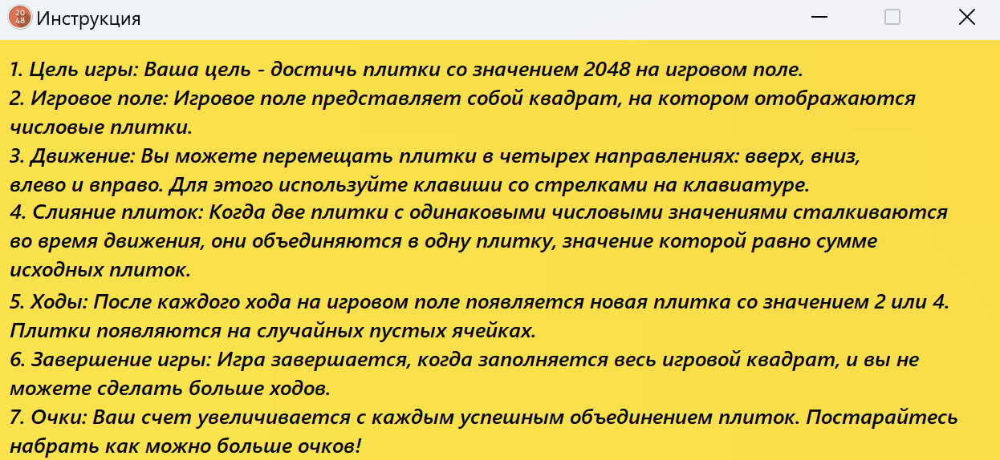 20
48
Инструкция
1. Цель игры: Ваша цель - достичь плитки со значением 2048 на игровом поле.
2. Игровое поле: Игровое поле представляет собой квадрат, на котором отображаются
числовые плитки.
3. Движение: Вы можете перемещать плитки в четырех направлениях: вверх, вниз,
влево и вправо. Для этого используйте клавиши со стрелками на клавиатуре.
4. Слияние плиток: Когда две плитки с одинаковыми числовыми значениями сталкиваются
во время движения, они объединяются в одну плитку, значение которой равно сумме
исходных плиток.
5. Ходы: После каждого хода на игровом поле появляется новая плитка со значением 2 или 4.
Плитки появляются на случайных пустых ячейках.
6. Завершение игры: Игра завершается, когда заполняется весь игровой квадрат, и вы не
можете сделать больше ходов.
7. Очки: Ваш счет увеличивается с каждым успешным объединением плиток. Постарайтесь
набрать как можно больше очков!